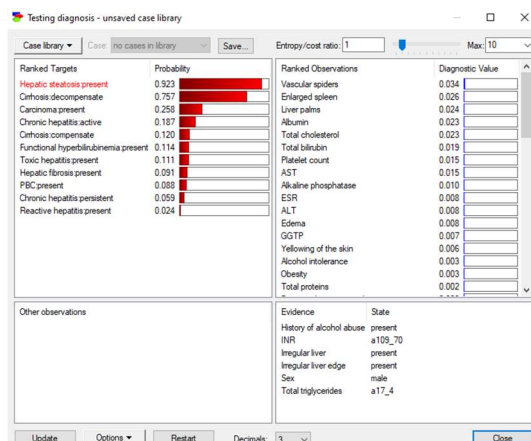 Testing diagnosis - unsaved case library
Case library Case: no cases in library Save... Entropy/cost ratio: 1 Max: 10
Ranked Targets Probability
Hepatic steatosis:present 0.923
Cirrhosis:decompensate 0.757
Carcinoma:present 0.258
Chronic hepatitis:active 0.187
Cirrhosis:compensate 0.120
Functional hyperbilirubinemia:present 0.114
Toxic hepatitis:present 0.111
Hepatic fibrosis:present 0.091
PBC:present 0.088
Chronic hepatitis:persistent 0.059
Reactive hepatitis:present 0.024
Ranked Observations Diagnostic Value
Vascular spiders 0.034
Enlarged spleen 0.026
Liver palms 0.024
Albumin 0.023
Total cholesterol 0.023
Total bilirubin 0.019
Platelet count 0.015
AST 0.015
Alkaline phosphatase 0.010
ESR 0.008
ALT 0.008
Edema 0.008
GGTP 0.007
Yellowing of the skin 0.006
Alcohol intolerance 0.003
Obesity 0.003
Total proteins 0.002
Other observations
Evidence State
History of alcohol abuse present
INR a109_70
Irregular liver present
Irregular liver edge present
Sex male
Total triglycerides a17_4
Update Options Restart Decimals: 3 Close